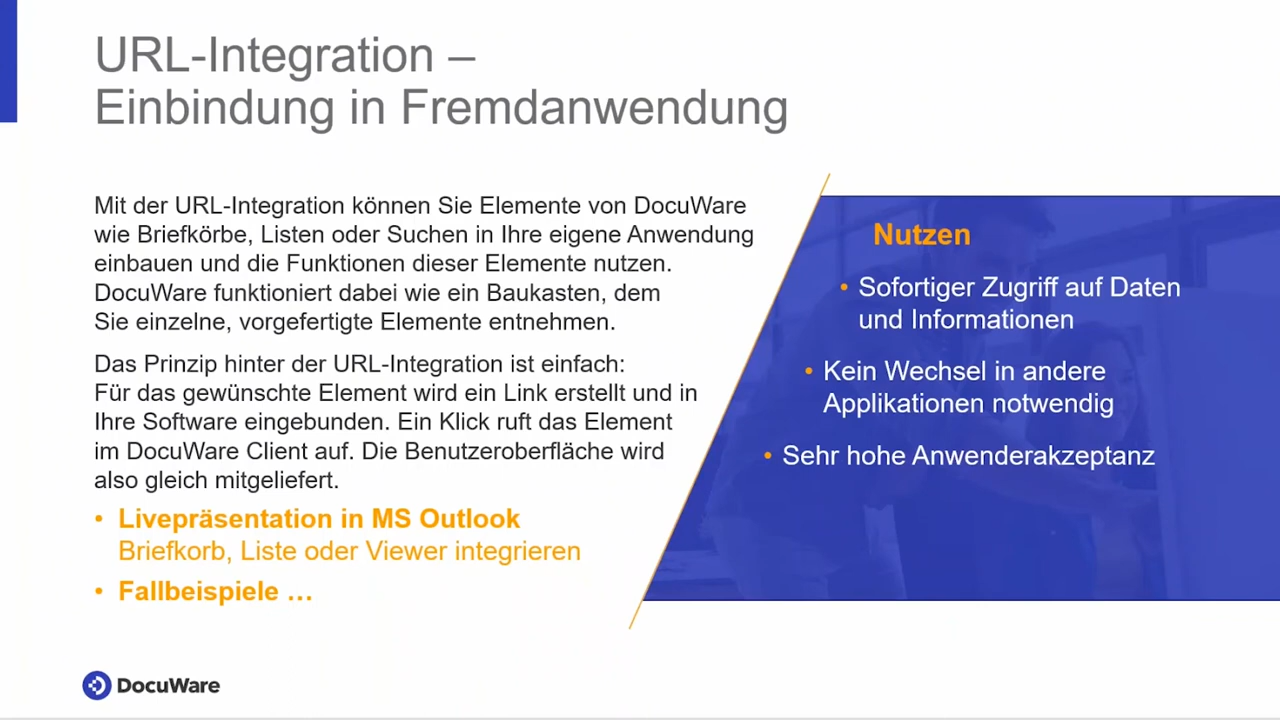 URL-Integration –
Einbindung in Fremdanwendung
Mit der URL-Integration können Sie Elemente von DocuWare
wie Briefkörbe, Listen oder Suchen in Ihre eigene Anwendung
einbauen und die Funktionen dieser Elemente nutzen.
DocuWare funktioniert dabei wie ein Baukasten, dem
Sie einzelne, vorgefertigte Elemente entnehmen.
Das Prinzip hinter der URL-Integration ist einfach:
Für das gewünschte Element wird ein Link erstellt und in
Ihre Software eingebunden. Ein Klick ruft das Element
im DocuWare Client auf. Die Benutzeroberfläche wird
also gleich mitgeliefert.
• Livepräsentation in MS Outlook
Briefkorb, Liste oder Viewer integrieren
• Fallbeispiele …
Nutzen
• Sofortiger Zugriff auf Daten
und Informationen
• Kein Wechsel in andere
Applikationen notwendig
• Sehr hohe Anwenderakzeptanz
DocuWare